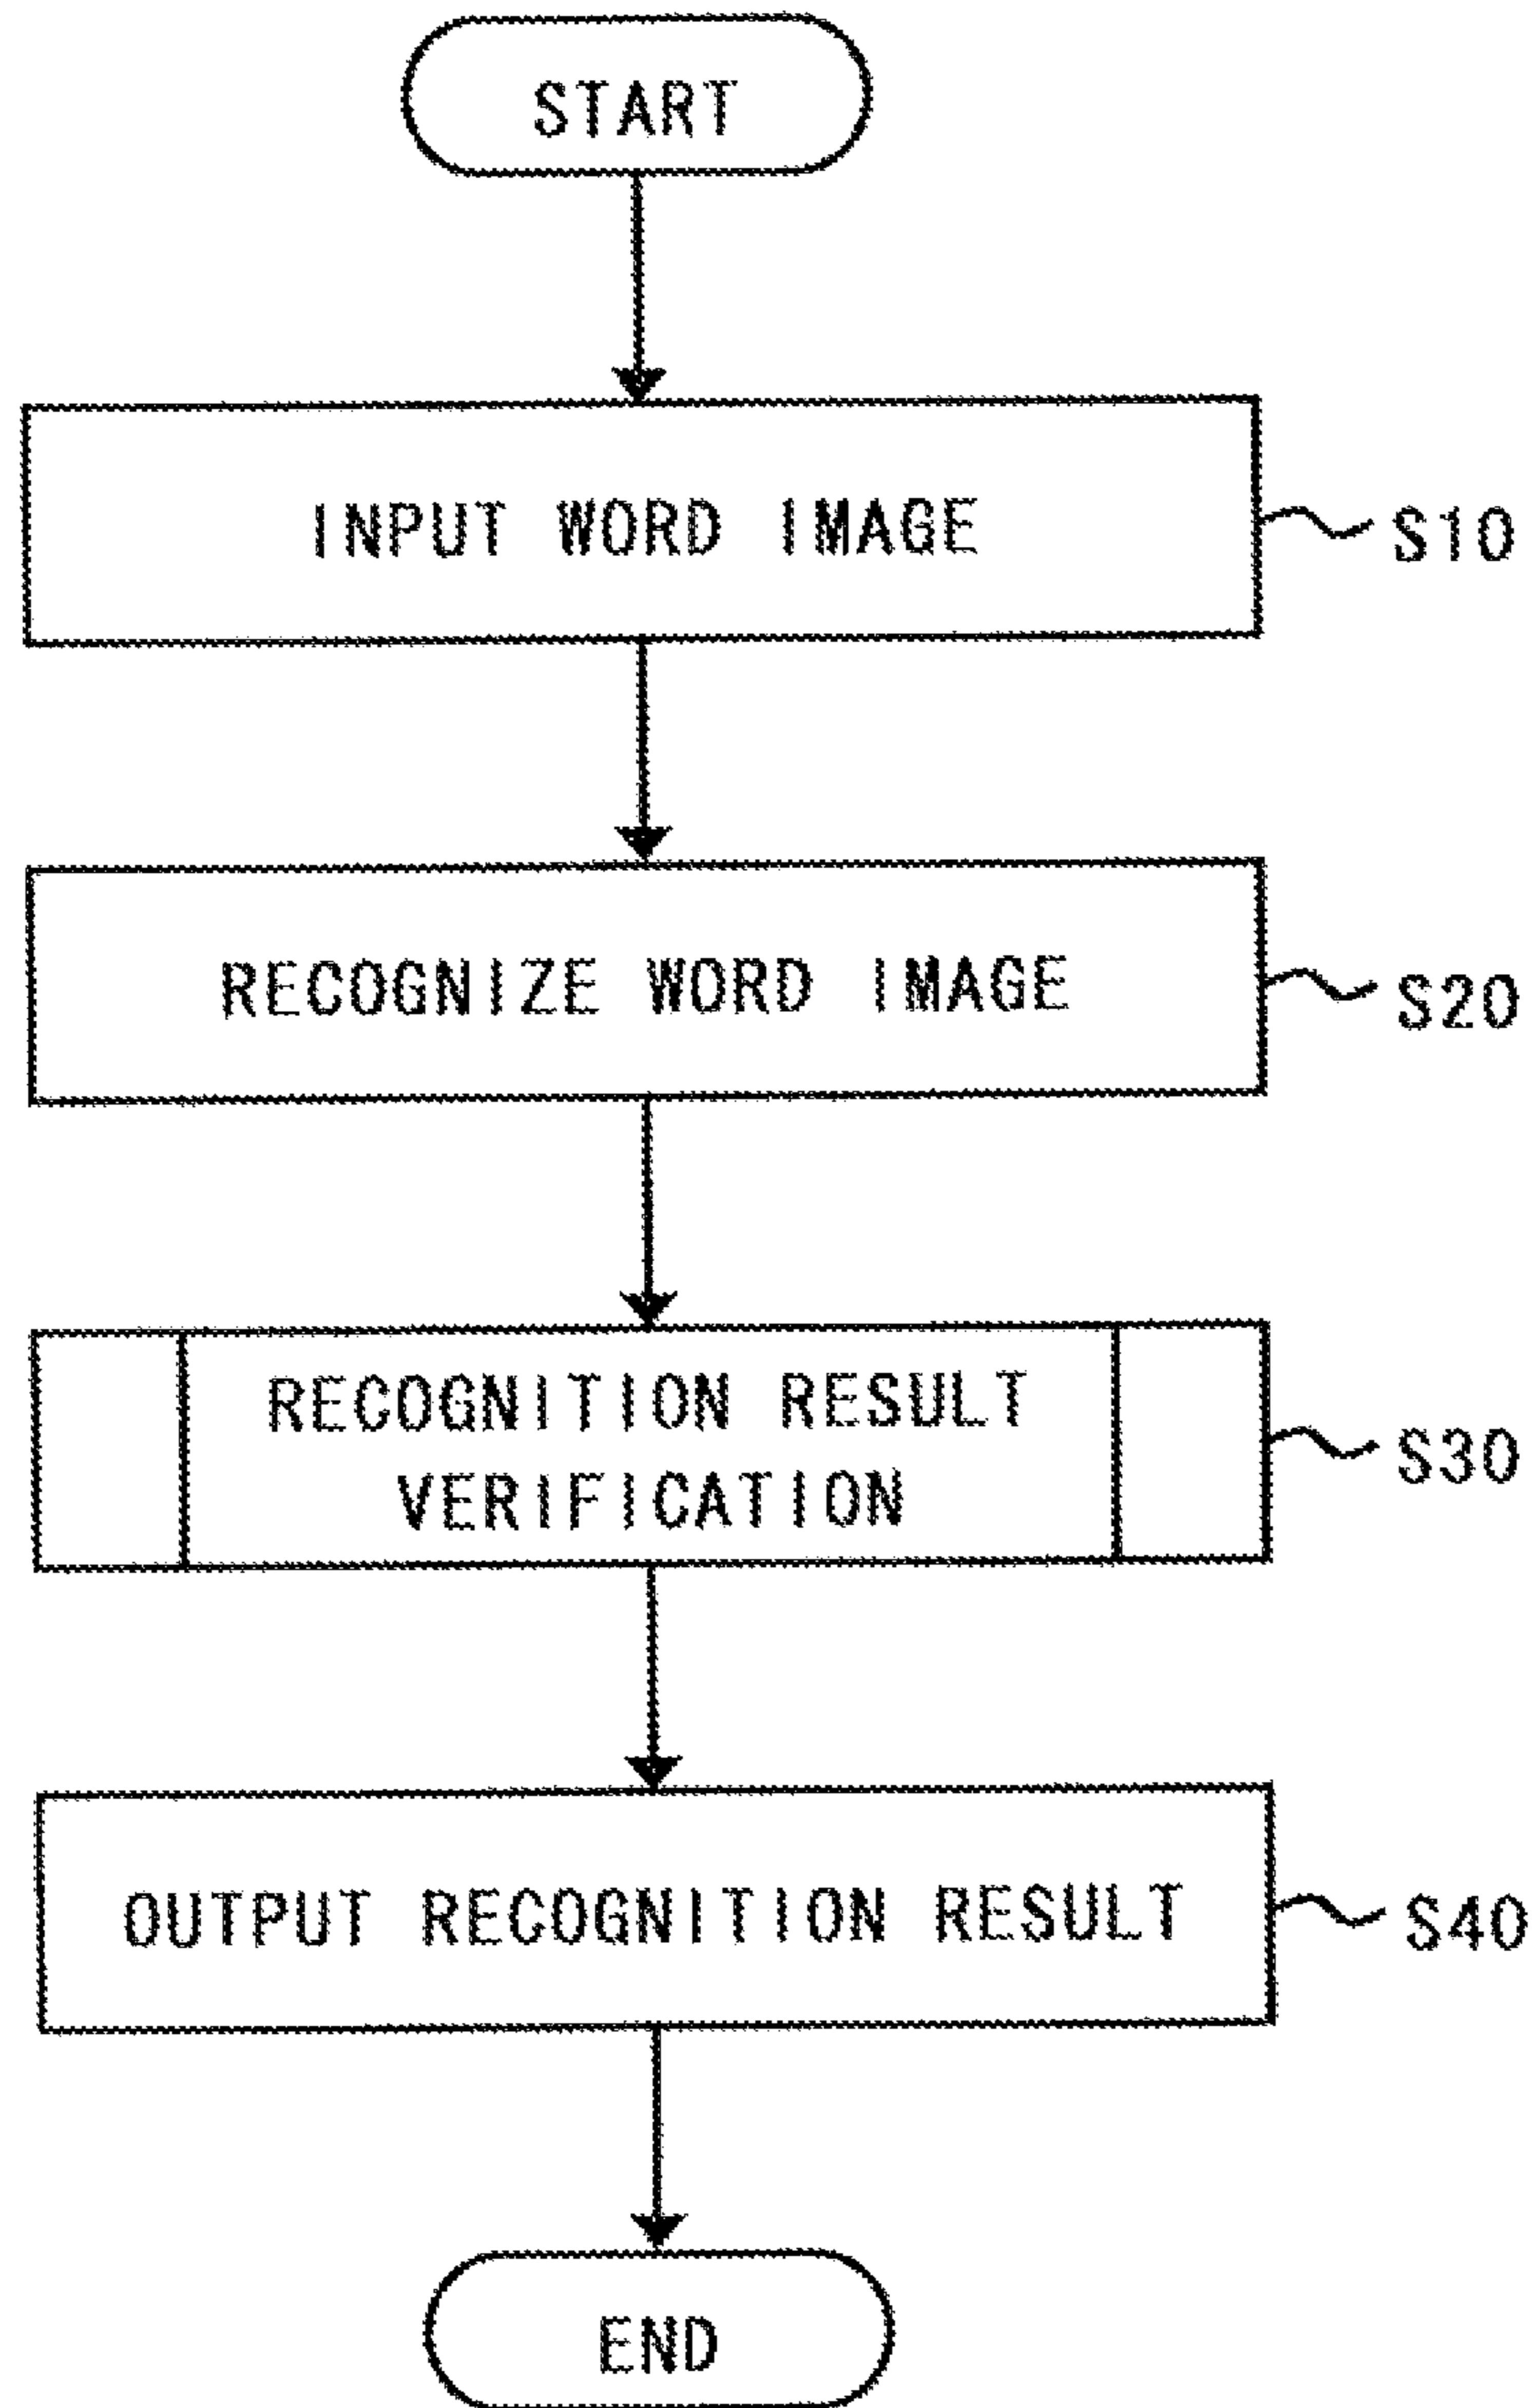 START
INPUT WORD IMAGE
S10
RECOGNIZE WORD IMAGE
S20
RECOGNITION RESULT
VERIFICATION
S30
OUTPUT RECOGNITION RESULT
S40
END